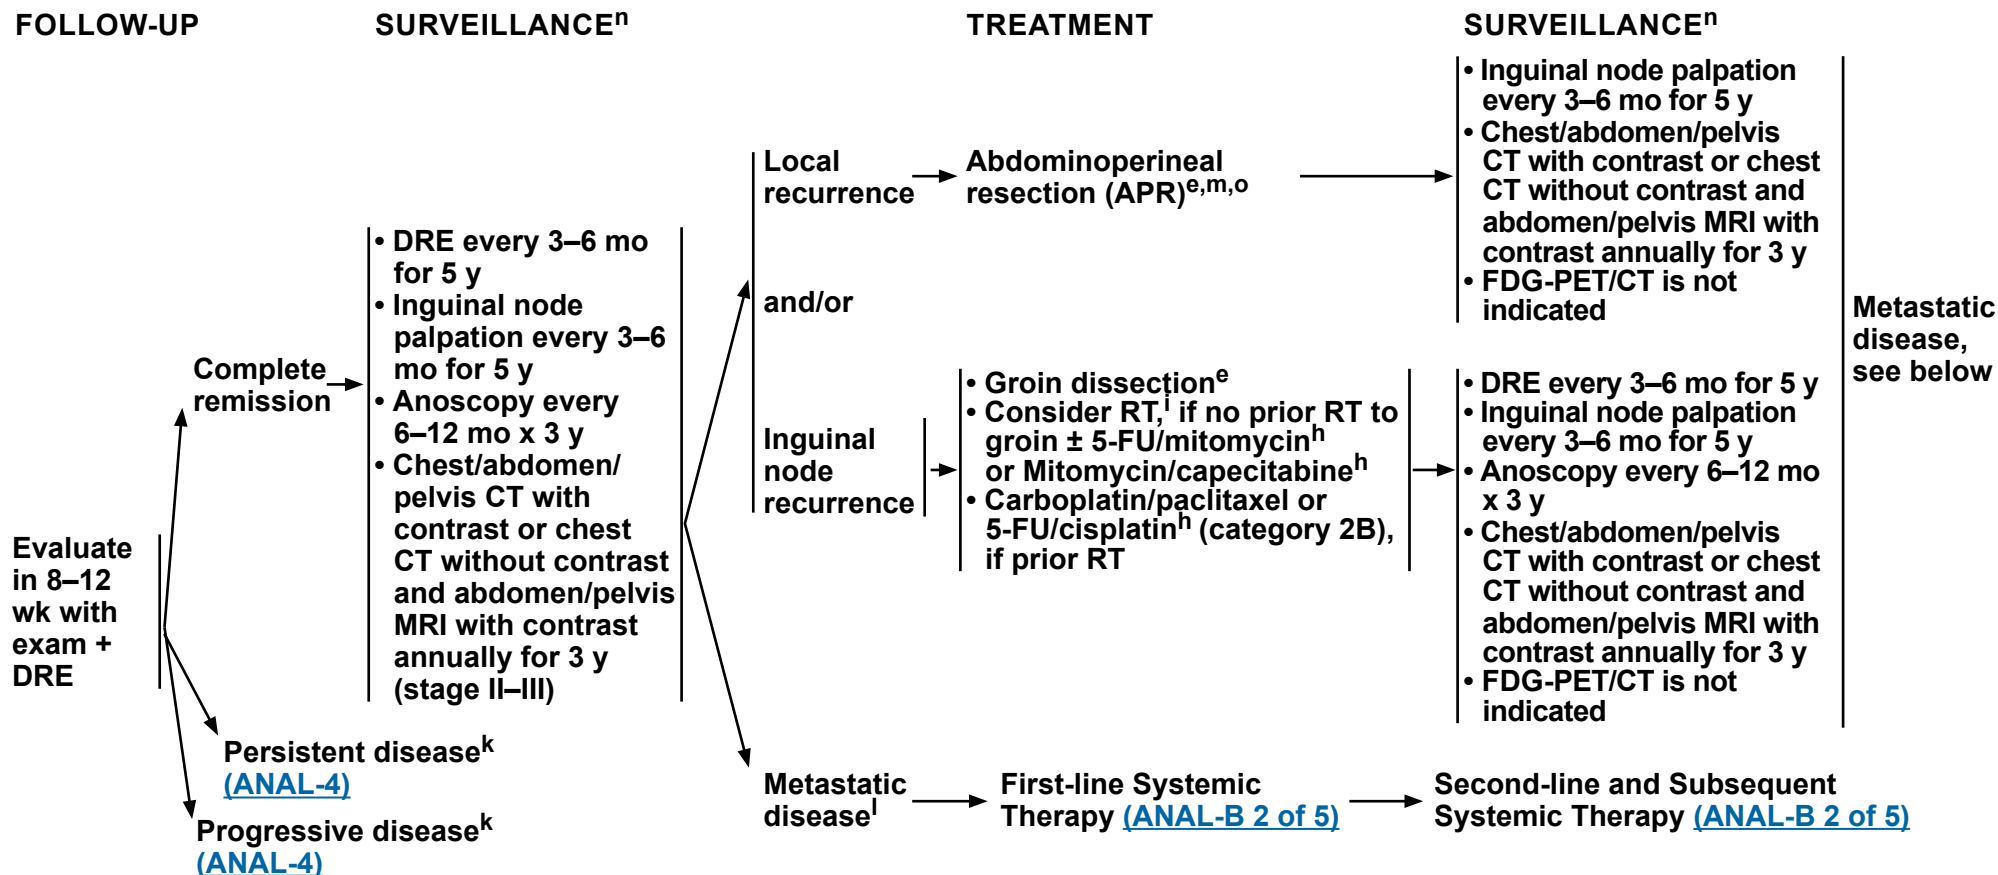 FOLLOW-UP
SURVEILLANCEⁿ
TREATMENT
SURVEILLANCEⁿ
Evaluate
in 8–12
wk with
exam +
DRE
Complete
remission
• DRE every 3–6 mo
for 5 y
• Inguinal node
palpation every 3–6
mo for 5 y
• Anoscopy every
6–12 mo x 3 y
• Chest/abdomen/
pelvis CT with
contrast or chest
CT without contrast
and abdomen/pelvis
MRI with contrast
annually for 3 y
(stage II–III)
Persistent diseaseᵏ
(ANAL-4)
Progressive diseaseᵏ
(ANAL-4)
Local
recurrence
and/or
Inguinal
node
recurrence
Abdominoperineal
resection (APR)ᵉ,ᵐ,ᵒ
• Inguinal node palpation
every 3–6 mo for 5 y
• Chest/abdomen/pelvis
CT with contrast or chest
CT without contrast and
abdomen/pelvis MRI with
contrast annually for 3 y
• FDG-PET/CT is not
indicated
• Groin dissectionᵉ
• Consider RT,ⁱ if no prior RT to
groin ± 5-FU/mitomycinʰ
or Mitomycin/capecitabineʰ
• Carboplatin/paclitaxel or
5-FU/cisplatinʰ (category 2B),
if prior RT
• DRE every 3–6 mo for 5 y
• Inguinal node palpation
every 3–6 mo for 5 y
• Anoscopy every 6–12 mo
x 3 y
• Chest/abdomen/pelvis
CT with contrast or chest
CT without contrast and
abdomen/pelvis MRI with
contrast annually for 3 y
• FDG-PET/CT is not
indicated
Metastatic
disease,
see below
Metastatic
diseaseˡ
First-line Systemic
Therapy (ANAL-B 2 of 5)
Second-line and Subsequent
Systemic Therapy (ANAL-B 2 of 5)